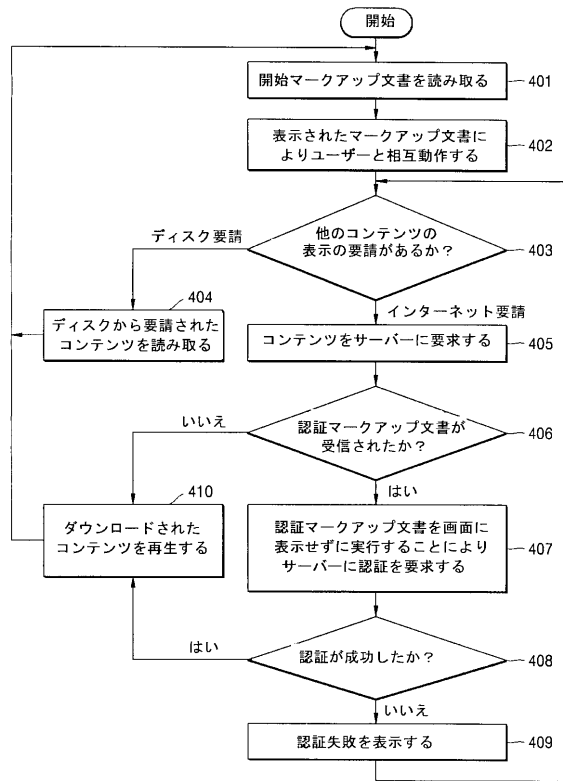 開始
開始マークアップ文書を読み取る
401
表示されたマークアップ文書に
よりユーザーと相互動作する
402
他のコンテンツの
表示の要請があるか?
403
ディスク要請
404
ディスクから要請された
コンテンツを読み取る
インターネット要請
コンテンツをサーバーに要求する
405
認証マークアップ文書が
受信されたか?
406
いいえ
はい
410
ダウンロードされた
コンテンツを再生する
認証マークアップ文書を画面に
表示せずに実行することにより
サーバーに認証を要求する
407
認証が成功したか?
408
はい
いいえ
認証失敗を表示する
409